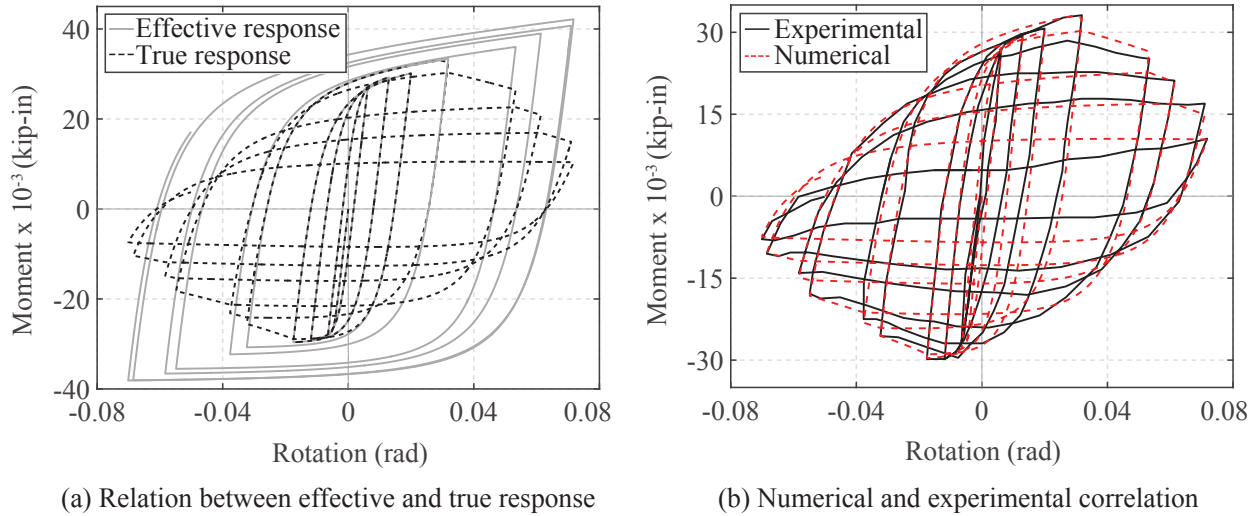 Effective response
True response
40
20
0
-20
-40
-0.08
-0.04
0
0.04
0.08
Moment x 10⁻³ (kip-in)
Rotation (rad)
(a) Relation between effective and true response
Experimental
Numerical
30
15
0
-15
-30
-0.08
-0.04
0
0.04
0.08
Moment x 10⁻³ (kip-in)
Rotation (rad)
(b) Numerical and experimental correlation